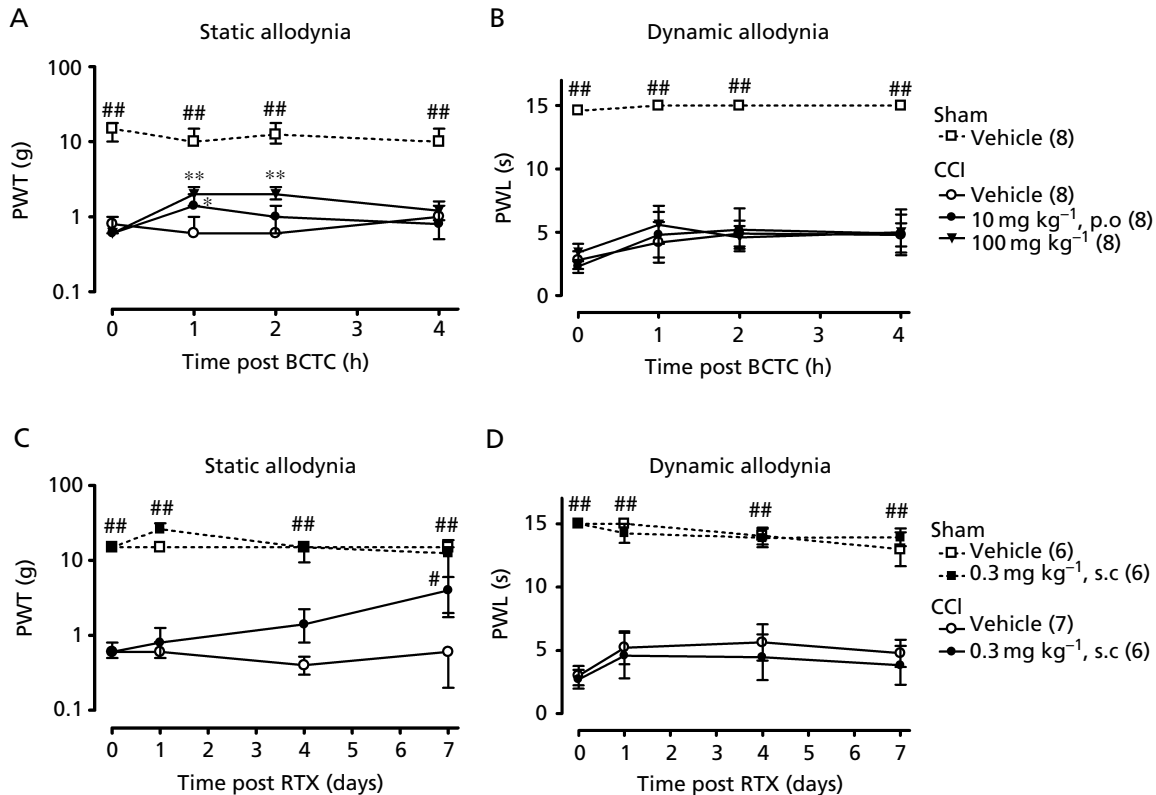 A
Static allodynia
PWT (g)
100
10
1
0.1
##
##
##
##
**
**
*
0
1
2
3
4
Time post BCTC (h)
B
Dynamic allodynia
PWL (s)
15
10
5
0
##
##
##
##
0
1
2
3
4
Time post BCTC (h)
Sham
Vehicle (8)
CCI
Vehicle (8)
10 mg kg⁻¹, p.o (8)
100 mg kg⁻¹ (8)
C
Static allodynia
PWT (g)
100
10
1
0.1
##
##
##
##
#
0
1
2
3
4
5
6
7
Time post RTX (days)
D
Dynamic allodynia
PWL (s)
15
10
5
0
##
##
##
##
0
1
2
3
4
5
6
7
Time post RTX (days)
Sham
Vehicle (6)
0.3 mg kg⁻¹, s.c (6)
CCI
Vehicle (7)
0.3 mg kg⁻¹, s.c (6)